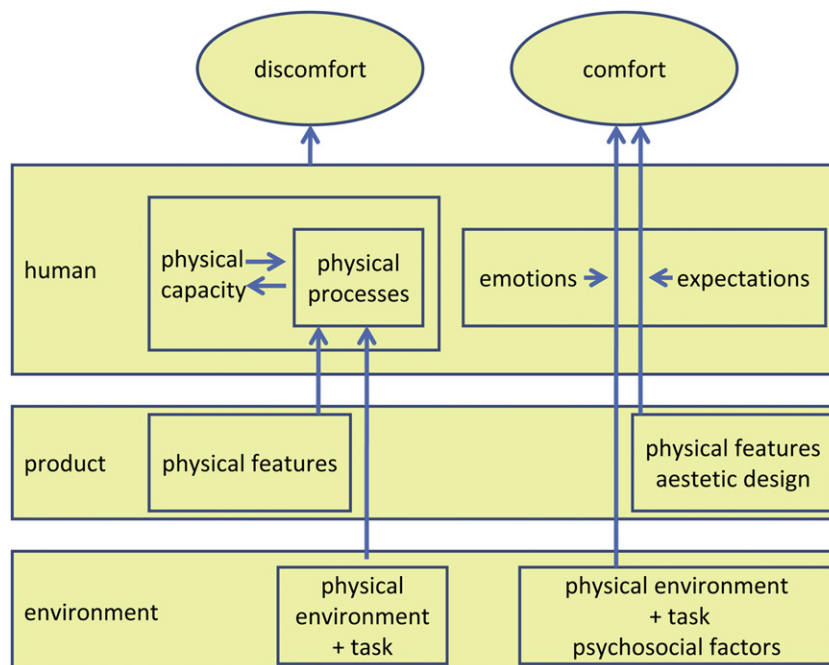 discomfort
comfort
human
physical
capacity
physical
processes
emotions
expectations
product
physical features
physical features
aestetic design
environment
physical
environment
+ task
physical environment
+ task
psychosocial factors